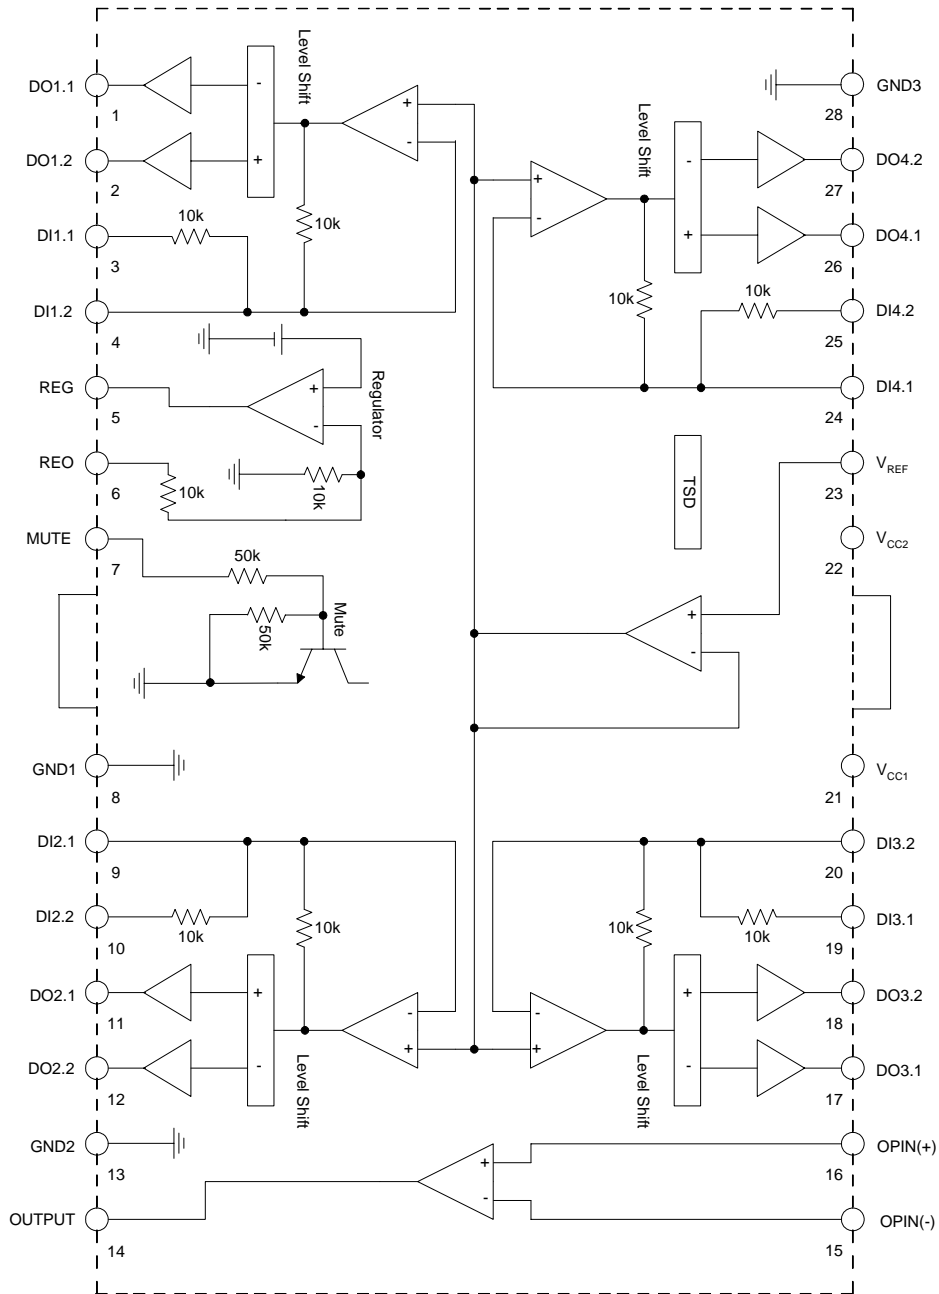 DO1.1
1
DO1.2
2
DI1.1
3
DI1.2
4
REG
5
REO
6
MUTE
7
GND1
8
DI2.1
9
DI2.2
10
DO2.1
11
DO2.2
12
GND2
13
OUTPUT
14
-
+
Level Shift
+
-
10k
10k
+
-
Regulator
10k
10k
50k
50k
Mute
10k
10k
+
-
Level Shift
-
+
+
-
Level Shift
-
+
10k
10k
TSD
+
-
10k
10k
-
+
Level Shift
+
-
+
-
GND3
28
DO4.2
27
DO4.1
26
DI4.2
25
DI4.1
24
VREF
23
VCC2
22
VCC1
21
DI3.2
20
DI3.1
19
DO3.2
18
DO3.1
17
OPIN(+)
16
OPIN(-)
15